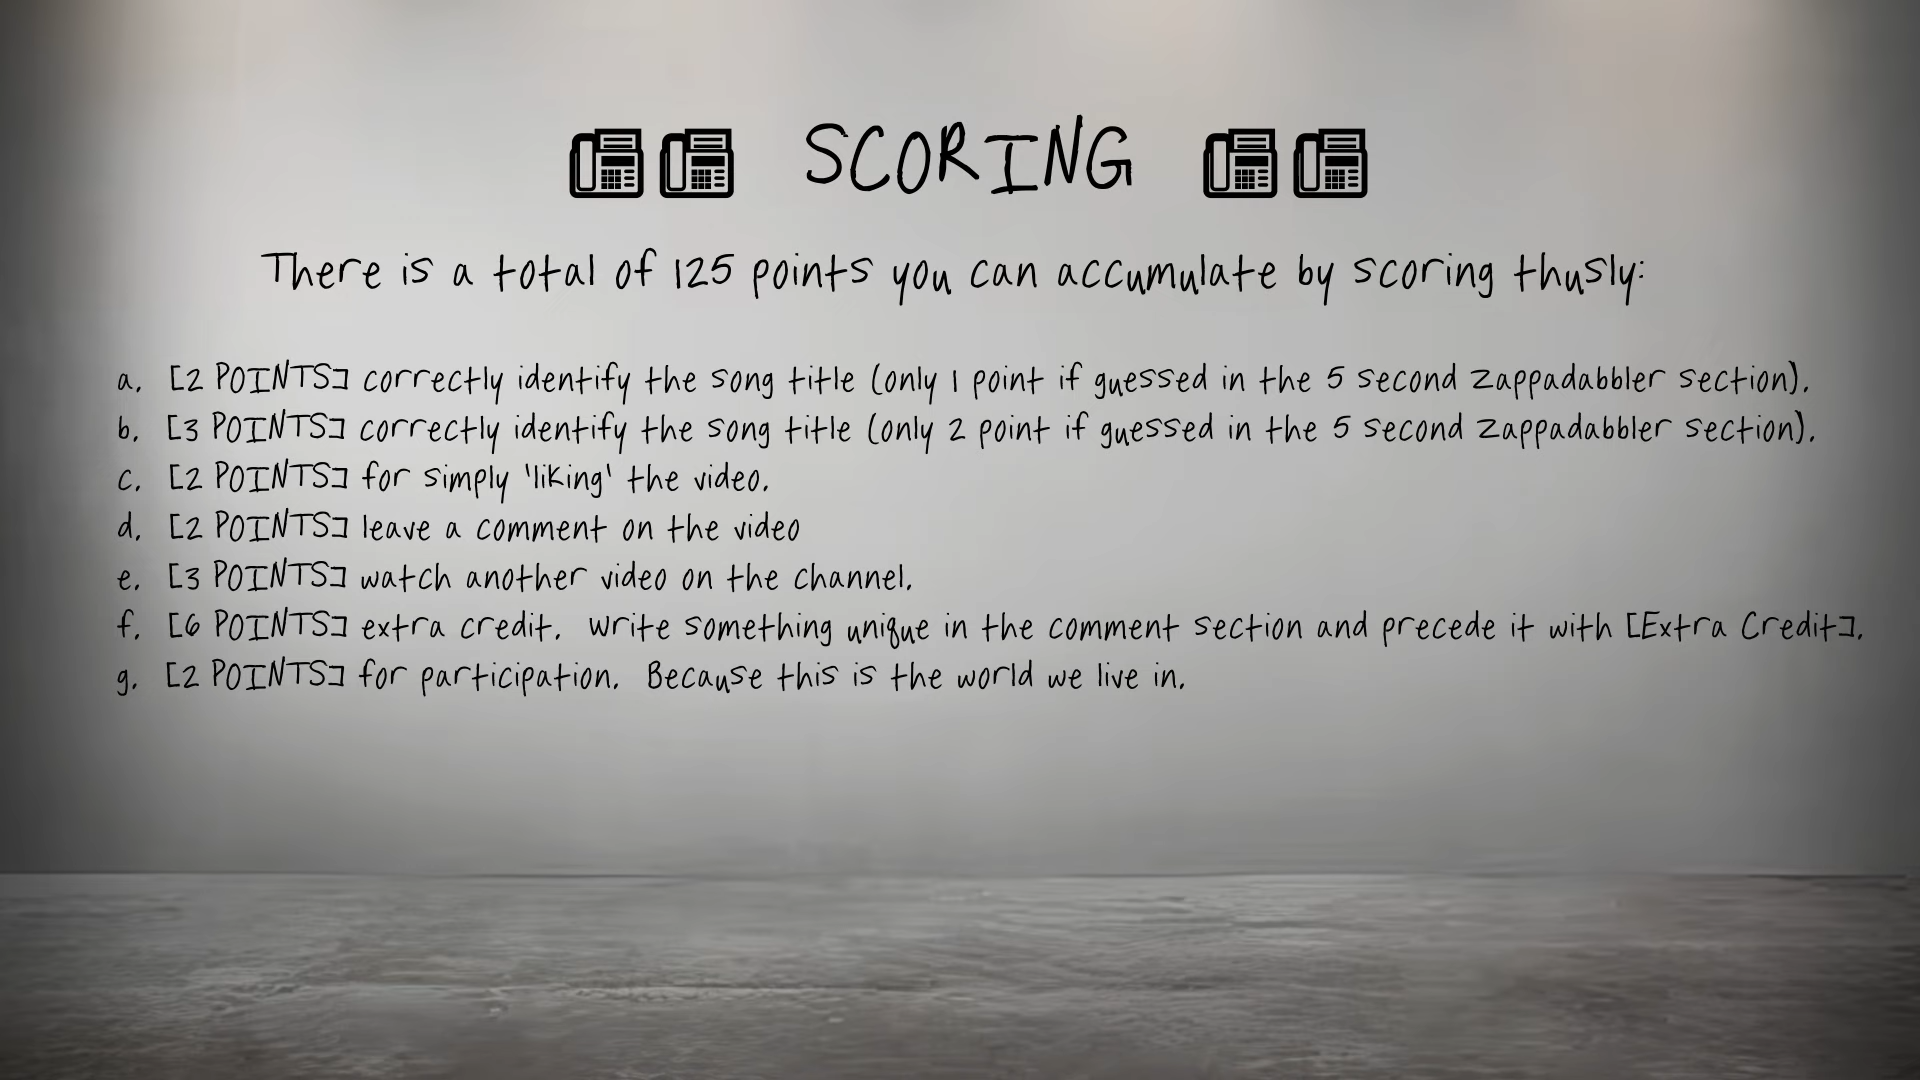 SCORING
There is a total of 125 points you can accumulate by scoring thusly:
a. [2 POINTS] correctly identify the song title (only 1 point if guessed in the 5 second zappadabbler section).
b. [3 POINTS] correctly identify the song title (only 2 point if guessed in the 5 second zappadabbler section).
c. [2 POINTS] for simply 'liking' the video.
d. [2 POINTS] leave a comment on the video
e. [3 POINTS] watch another video on the channel.
f. [6 POINTS] extra credit. Write something unique in the comment section and precede it with [Extra Credit].
g. [2 POINTS] for participation. Because this is the world we live in.